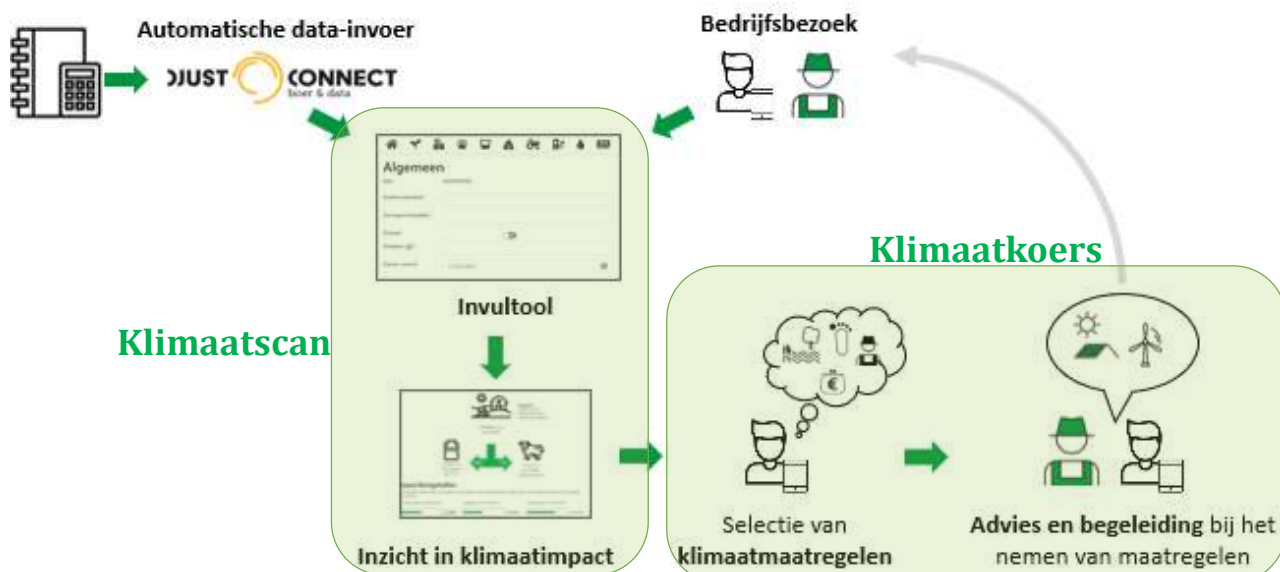 Automatische data-invoer
DJUST CONNECT
boer & data
Bedrijfsbezoek
Algemeen
Invultool
Klimaatscan
Klimaatkoers
€
Inzicht in klimaatimpact
Selectie van
klimaatmaatregelen
Advies en begeleiding bij het
nemen van maatregelen